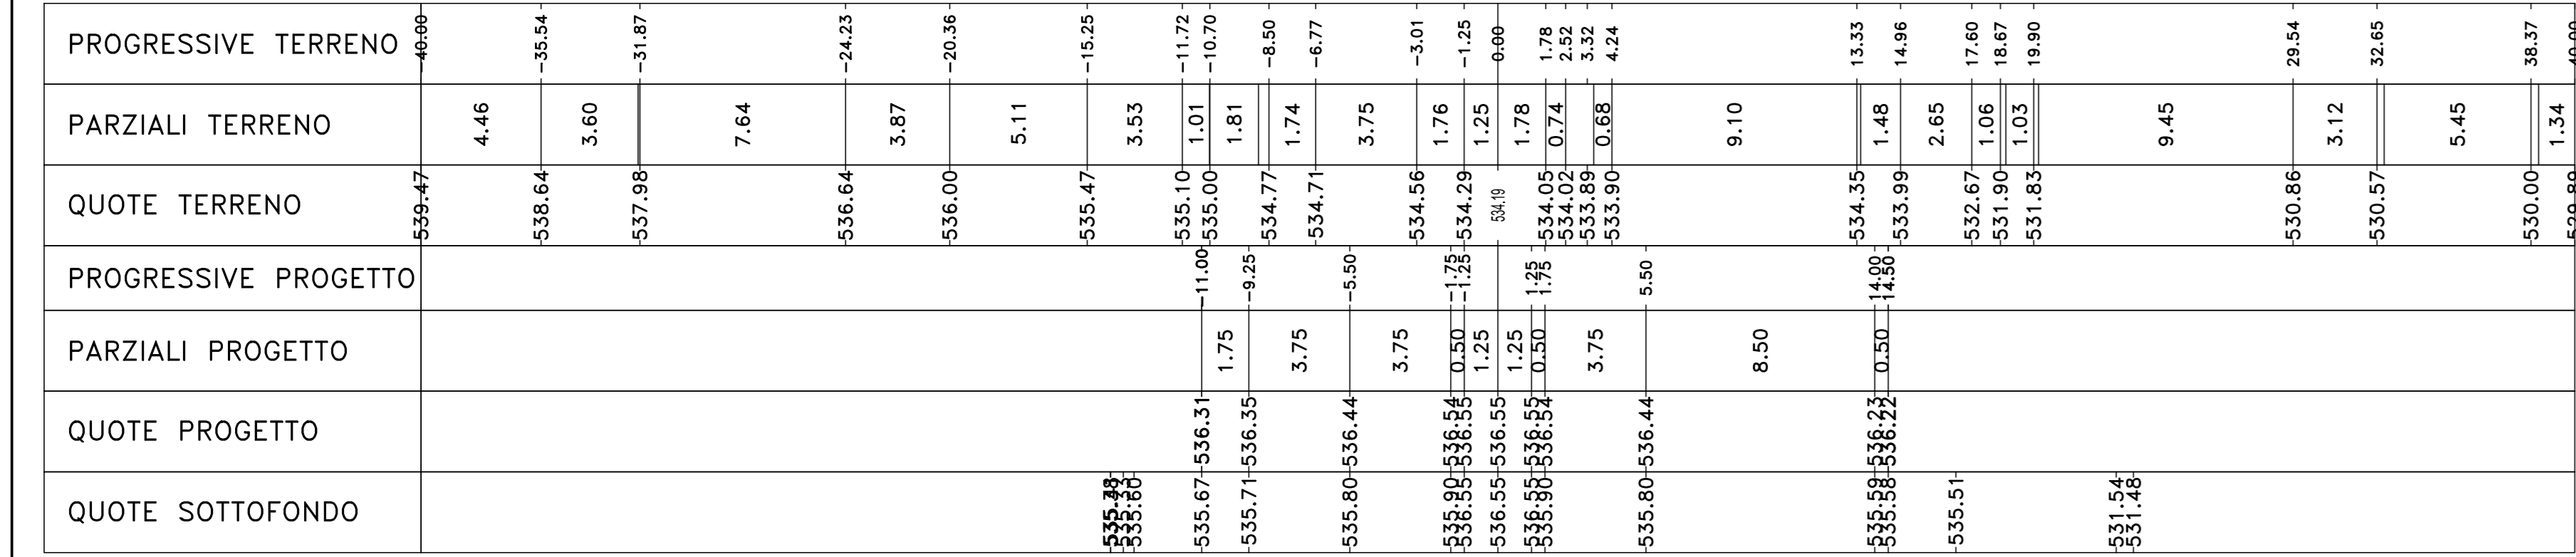 PROGRESSIVE TERRENO -40.00 -35.54 -31.87 -24.23 -20.36 -15.25 -11.72 -10.70 -8.50 -6.77 -3.01 -1.25 0.00 1.78 2.52 3.32 4.24 13.33 14.96 17.60 18.67 19.90 29.54 32.65 38.37
PARZIALI TERRENO 4.46 3.60 7.64 3.87 5.11 3.53 1.01 1.81 1.74 3.75 1.76 1.25 1.78 0.74 0.68 9.10 1.48 2.65 1.06 1.03 9.45 3.12 5.45 1.34
QUOTE TERRENO 539.47 538.64 537.98 536.64 536.00 535.47 535.10 535.00 534.77 534.71 534.56 534.29 534.19 534.05 534.02 533.89 533.90 534.35 533.99 532.67 531.90 531.83 530.86 530.57 530.00
PROGRESSIVE PROGETTO -11.00 -9.25 -5.50 -1.75 -1.25 1.25 1.75 5.50 14.00 14.50
PARZIALI PROGETTO 1.75 3.75 3.75 0.50 1.25 1.25 0.50 3.75 8.50 0.50
QUOTE PROGETTO 536.31 536.35 536.44 536.54 536.55 536.55 536.55 536.54 536.44 536.23 536.22
QUOTE SOTTOFONDO 535.60 535.67 535.71 535.80 535.90 536.55 536.55 536.55 535.90 535.80 535.59 535.58 535.51 531.54 531.48